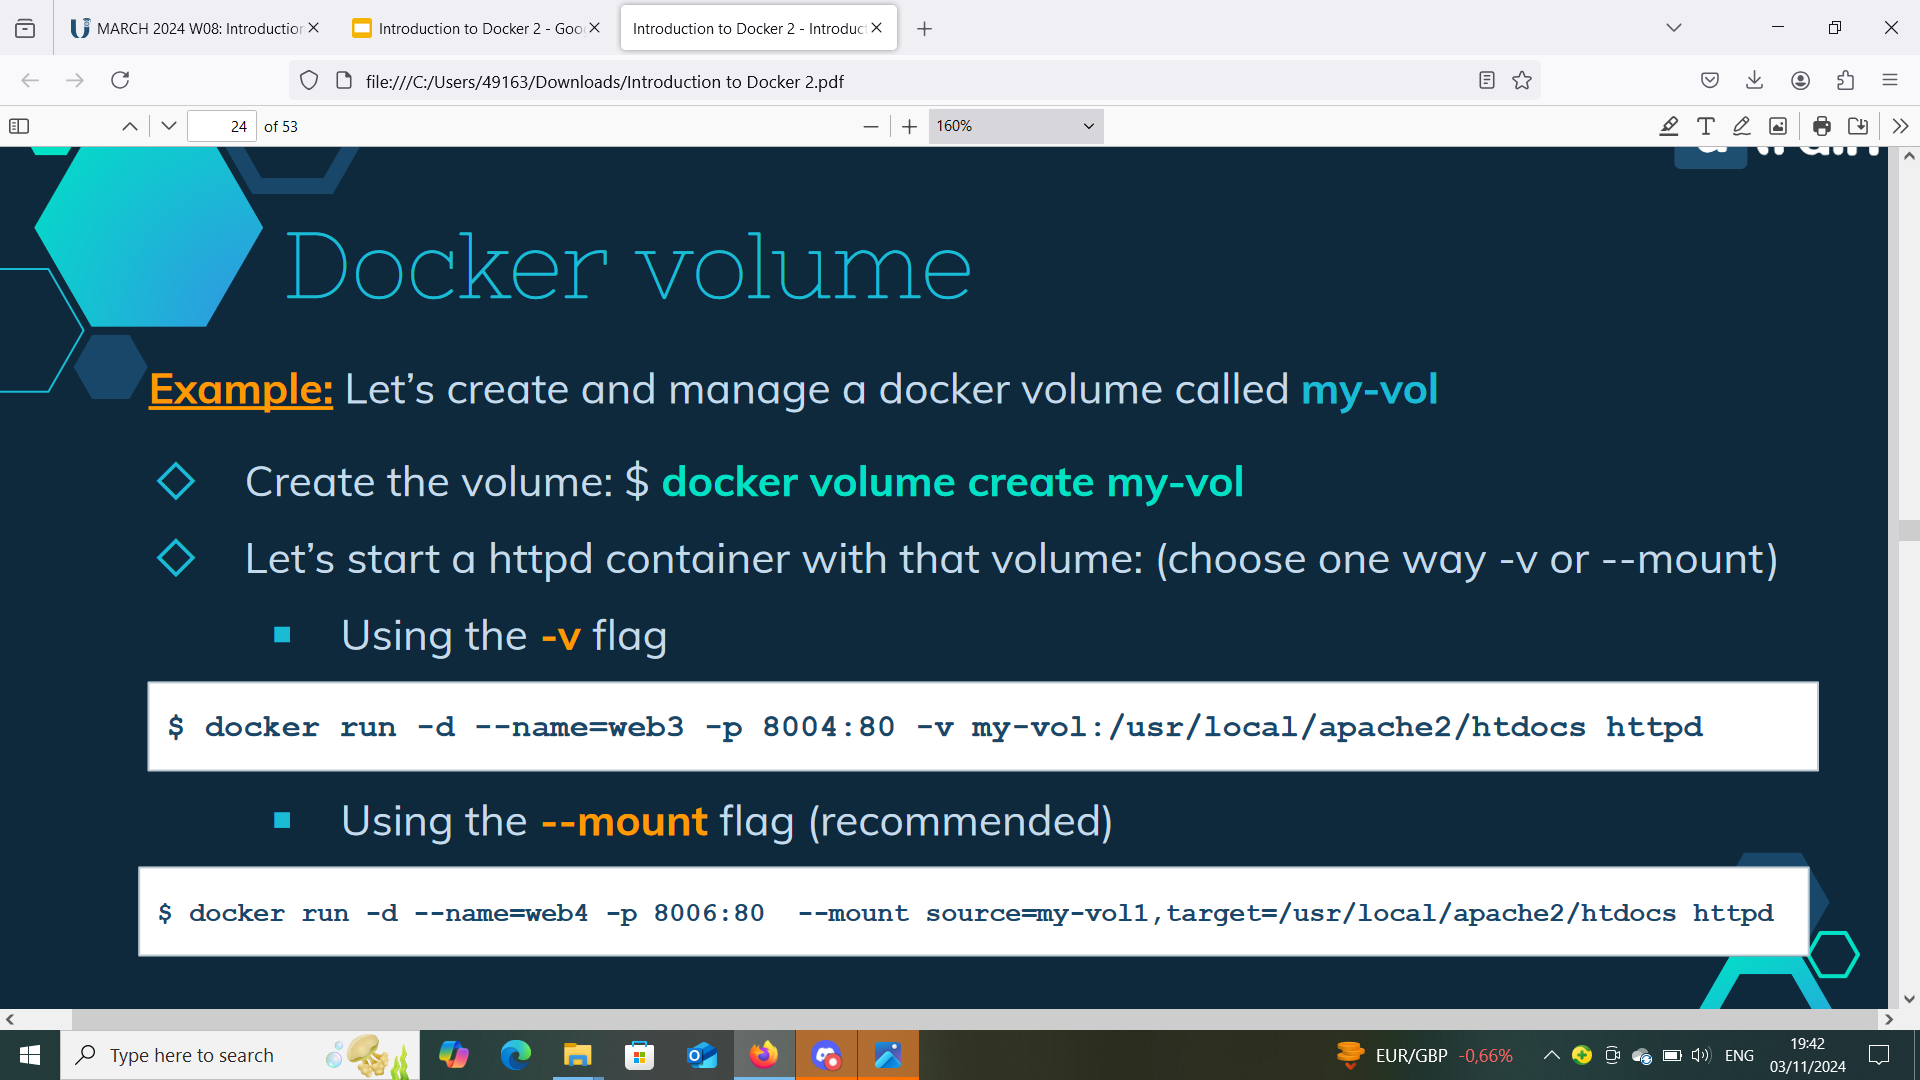 MARCH 2024 W08: Introduction
Introduction to Docker 2 - Goo
Introduction to Docker 2 - Introduct
file:///C:/Users/49163/Downloads/Introduction to Docker 2.pdf
24 of 53
160%
Docker volume
Example: Let’s create and manage a docker volume called my-vol
Create the volume: $ docker volume create my-vol
Let’s start a httpd container with that volume: (choose one way -v or --mount)
Using the -v flag
$ docker run -d --name=web3 -p 8004:80 -v my-vol:/usr/local/apache2/htdocs httpd
Using the --mount flag (recommended)
$ docker run -d --name=web4 -p 8006:80  --mount source=my-vol1,target=/usr/local/apache2/htdocs httpd
Type here to search
EUR/GBP -0,66%
ENG
19:42
03/11/2024